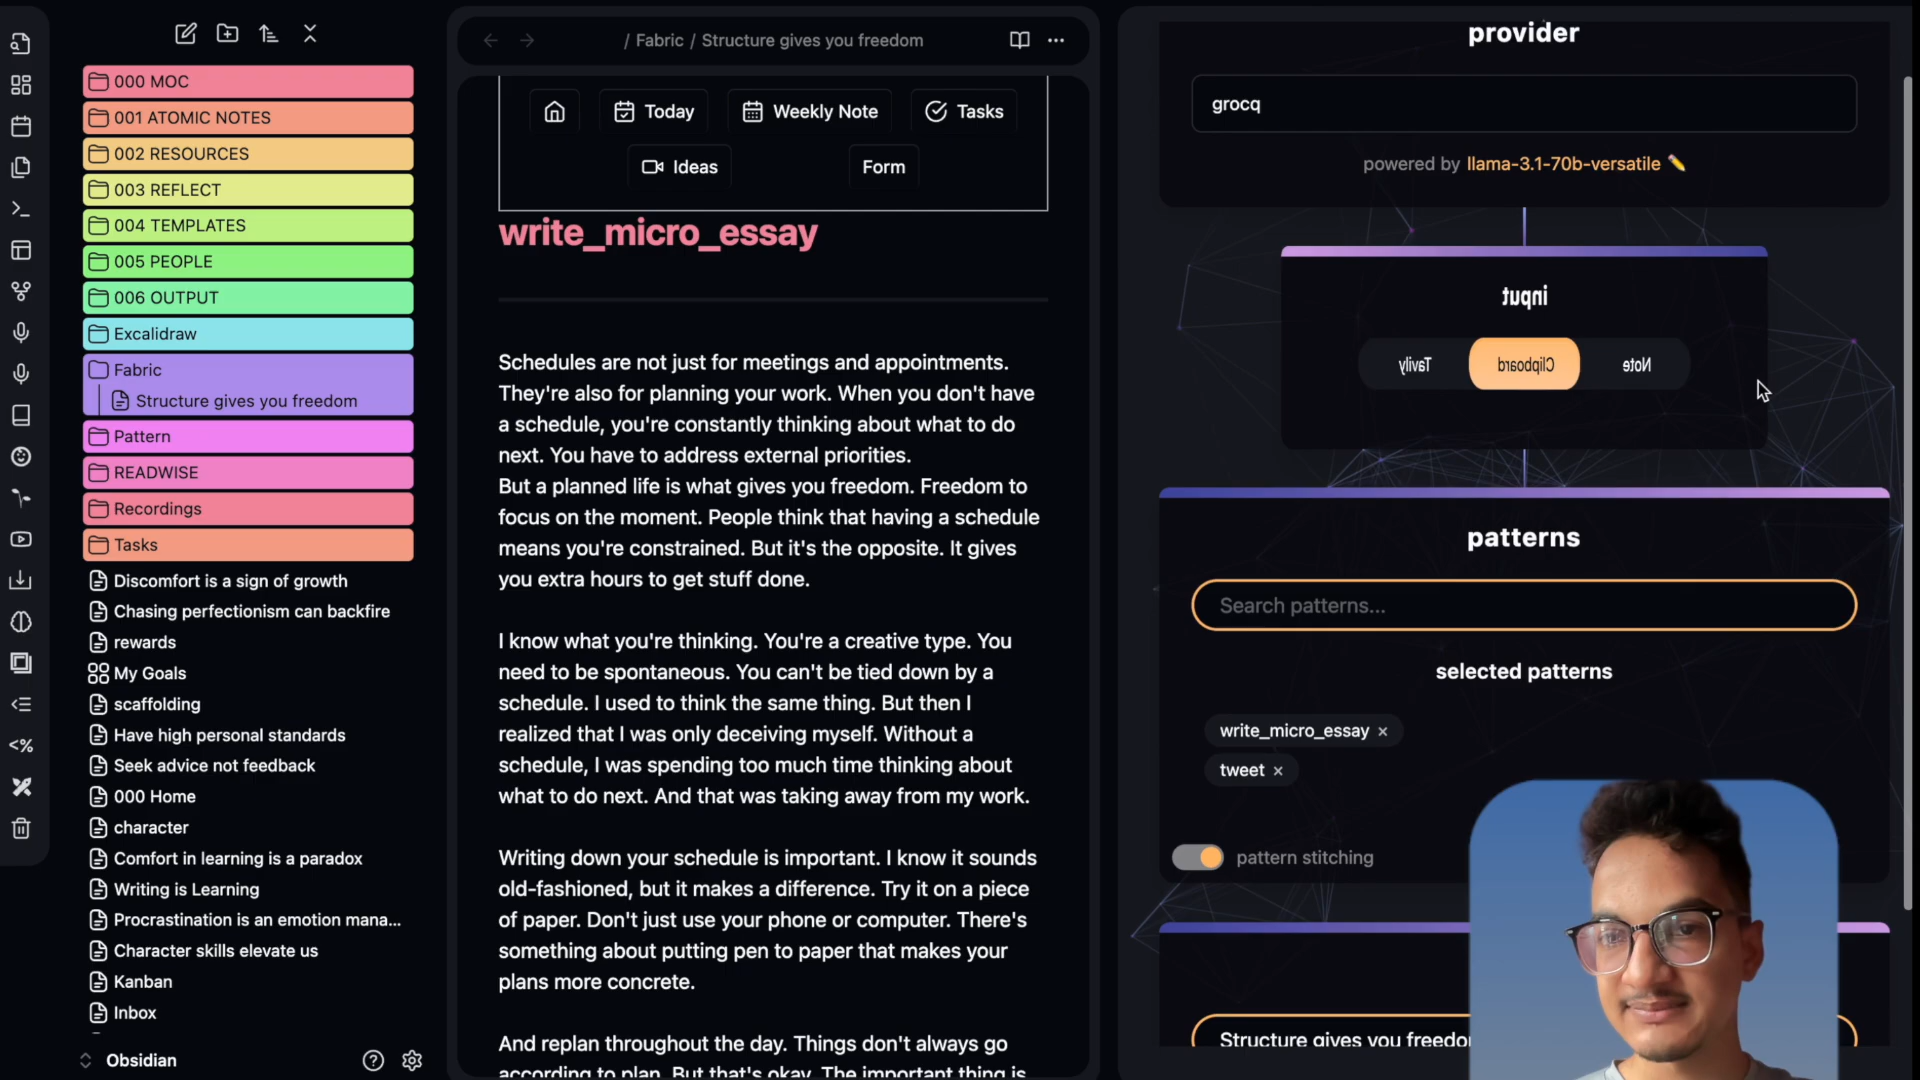 000 MOC
001 ATOMIC NOTES
002 RESOURCES
003 REFLECT
004 TEMPLATES
005 PEOPLE
006 OUTPUT
Excalidraw
Fabric
Structure gives you freedom
Pattern
READWISE
Recordings
Tasks
Discomfort is a sign of growth
Chasing perfectionism can backfire
rewards
My Goals
scaffolding
Have high personal standards
Seek advice not feedback
000 Home
character
Comfort in learning is a paradox
Writing is Learning
Procrastination is an emotion mana...
Character skills elevate us
Kanban
Inbox
Obsidian
/ Fabric / Structure gives you freedom
Today
Weekly Note
Tasks
Ideas
Form
write_micro_essay
Schedules are not just for meetings and appointments.
They're also for planning your work. When you don't have
a schedule, you're constantly thinking about what to do
next. You have to address external priorities.
But a planned life is what gives you freedom. Freedom to
focus on the moment. People think that having a schedule
means you're constrained. But it's the opposite. It gives
you extra hours to get stuff done.
I know what you're thinking. You're a creative type. You
need to be spontaneous. You can't be tied down by a
schedule. I used to think the same thing. But then I
realized that I was only deceiving myself. Without a
schedule, I was spending too much time thinking about
what to do next. And that was taking away from my work.
Writing down your schedule is important. I know it sounds
old-fashioned, but it makes a difference. Try it on a piece
of paper. Don't just use your phone or computer. There's
something about putting pen to paper that makes your
plans more concrete.
And replan throughout the day. Things don't always go
according to plan. But that's okay. The important thing is
provider
grocq
powered by llama-3.1-70b-versatile ✏️
input
Tavily
Clipboard
Note
patterns
Search patterns...
selected patterns
write_micro_essay ×
tweet ×
pattern stitching
Structure gives you freedo